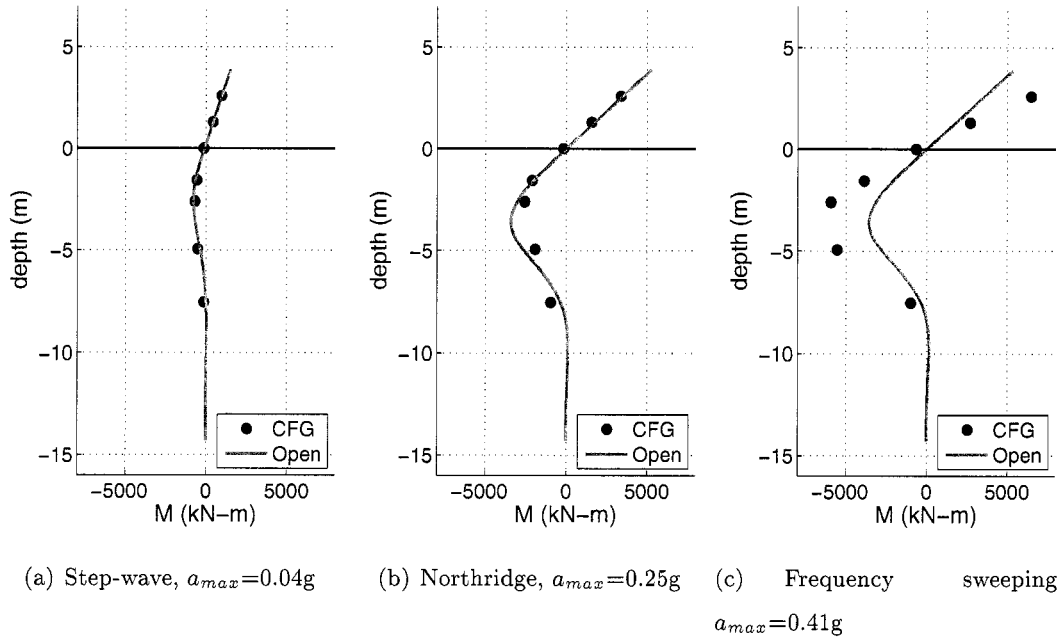 5
0
−5
−10
−15
depth (m)
−5000 0 5000
M (kN−m)
CFG
Open
5
0
−5
−10
−15
depth (m)
−5000 0 5000
M (kN−m)
CFG
Open
5
0
−5
−10
−15
depth (m)
−5000 0 5000
M (kN−m)
CFG
Open
(a) Step-wave, a_max=0.04g
(b) Northridge, a_max=0.25g
(c) Frequency sweeping
a_max=0.41g